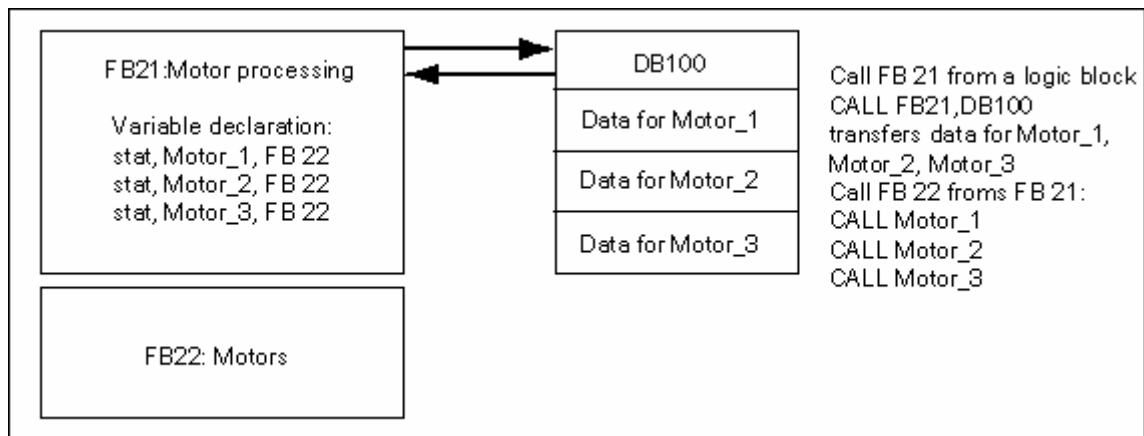 FB21:Motor processing
Variable declaration:
stat, Motor_1, FB 22
stat, Motor_2, FB 22
stat, Motor_3, FB 22
FB22: Motors
DB100
Data for Motor_1
Data for Motor_2
Data for Motor_3
Call FB 21 from a logic block
CALL FB21,DB100
transfers data for Motor_1,
Motor_2, Motor_3
Call FB 22 froms FB 21:
CALL Motor_1
CALL Motor_2
CALL Motor_3